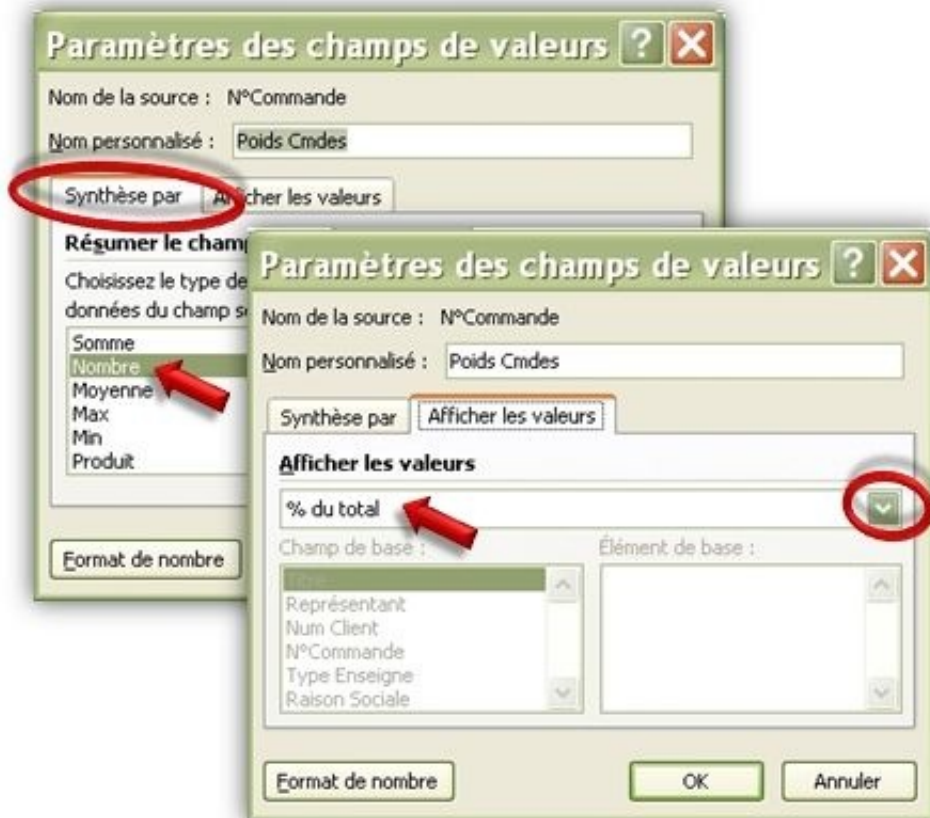 Paramètres des champs de valeurs
Nom de la source : N°Commande
Nom personnalisé : Poids Cmdes
Synthèse par
Afficher les valeurs
Résumer le champ
Choisissez le type de
données du champ s
Somme
Nombre
Moyenne
Max
Min
Produit
Format de nombre
Paramètres des champs de valeurs
Nom de la source : N°Commande
Nom personnalisé : Poids Cmdes
Synthèse par
Afficher les valeurs
Afficher les valeurs
% du total
Champ de base :
Élément de base :
Représentant
Num Client
N°Commande
Type Enseigne
Raison Sociale
Format de nombre
OK
Annuler